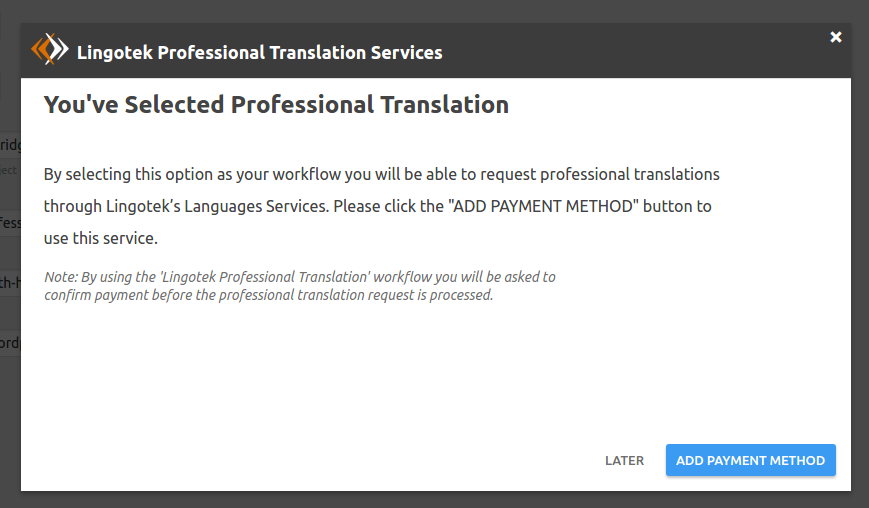 Lingotek Professional Translation Services
You've Selected Professional Translation
By selecting this option as your workflow you will be able to request professional translations
through Lingotek’s Languages Services. Please click the "ADD PAYMENT METHOD" button to
use this service.
Note: By using the 'Lingotek Professional Translation' workflow you will be asked to
confirm payment before the professional translation request is processed.
LATER ADD PAYMENT METHOD